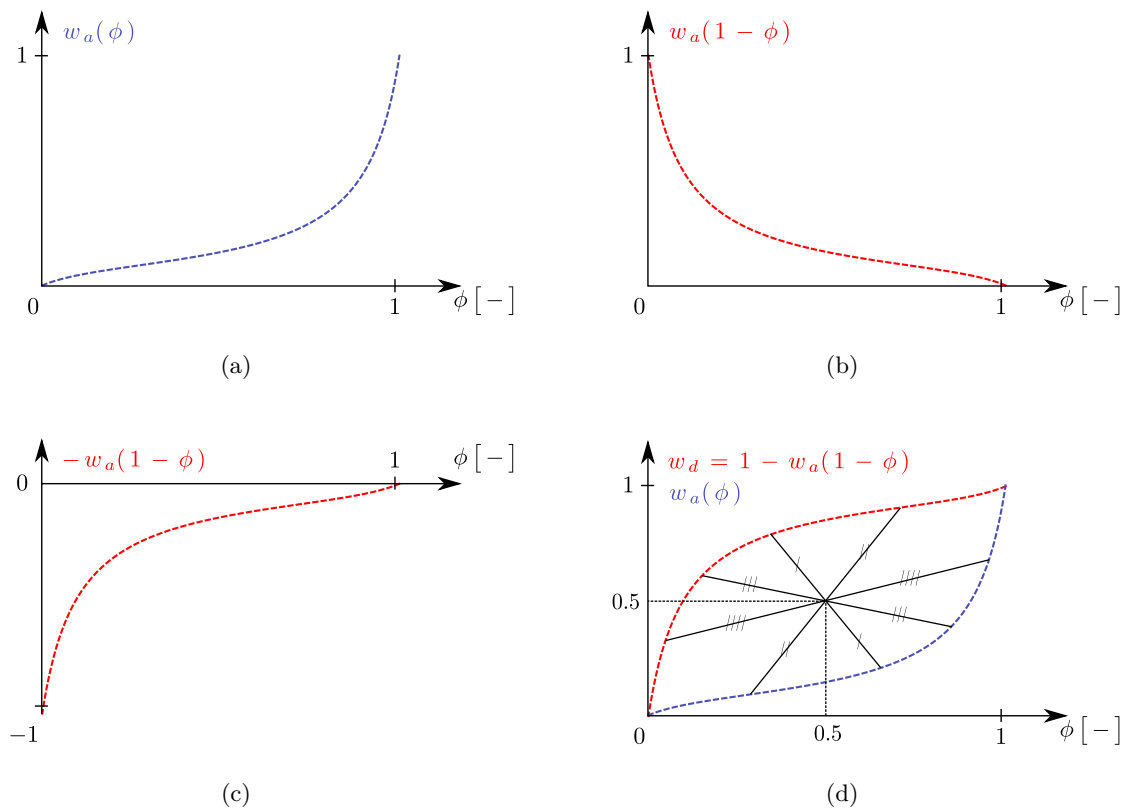 w_a(ϕ)
1
0
1
ϕ[−]
(a)
w_a(1 − ϕ)
1
0
1
ϕ[−]
(b)
−w_a(1 − ϕ)
1
ϕ[−]
0
−1
(c)
w_d = 1 − w_a(1 − ϕ)
w_a(ϕ)
1
0.5
0
0.5
1
ϕ[−]
(d)